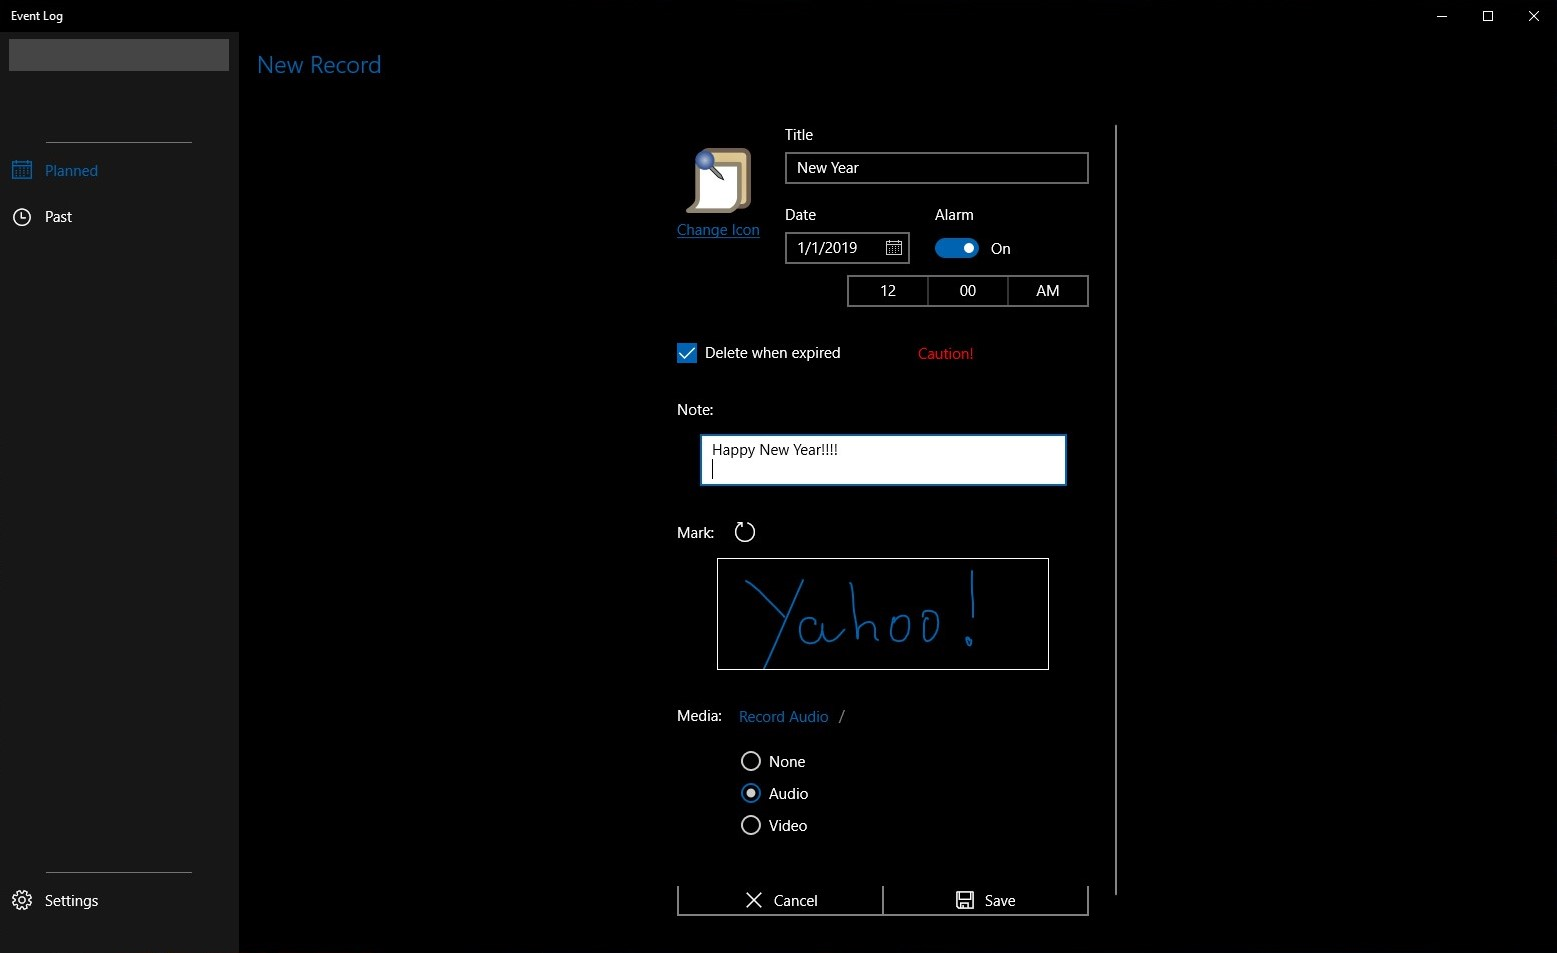 Event Log
New Record
Planned
Past
Settings
Title
New Year
Change Icon
Date
Alarm
1/1/2019
On
12 00 AM
Delete when expired
Caution!
Note:
Happy New Year!!!!
Mark:
Yahoo!
Media: Record Audio /
None
Audio
Video
Cancel
Save